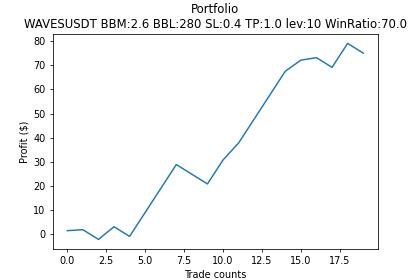 Portfolio
WAVESUSDT BBM:2.6 BBL:280 SL:0.4 TP:1.0 lev:10 WinRatio:70.0
80
70
60
50
40
30
20
10
0
Profit ($)
0.0 2.5 5.0 7.5 10.0 12.5 15.0 17.5
Trade counts